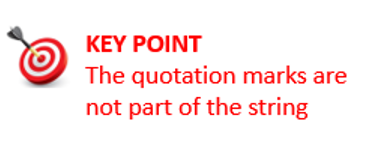 KEY POINT
The quotation marks are
not part of the string